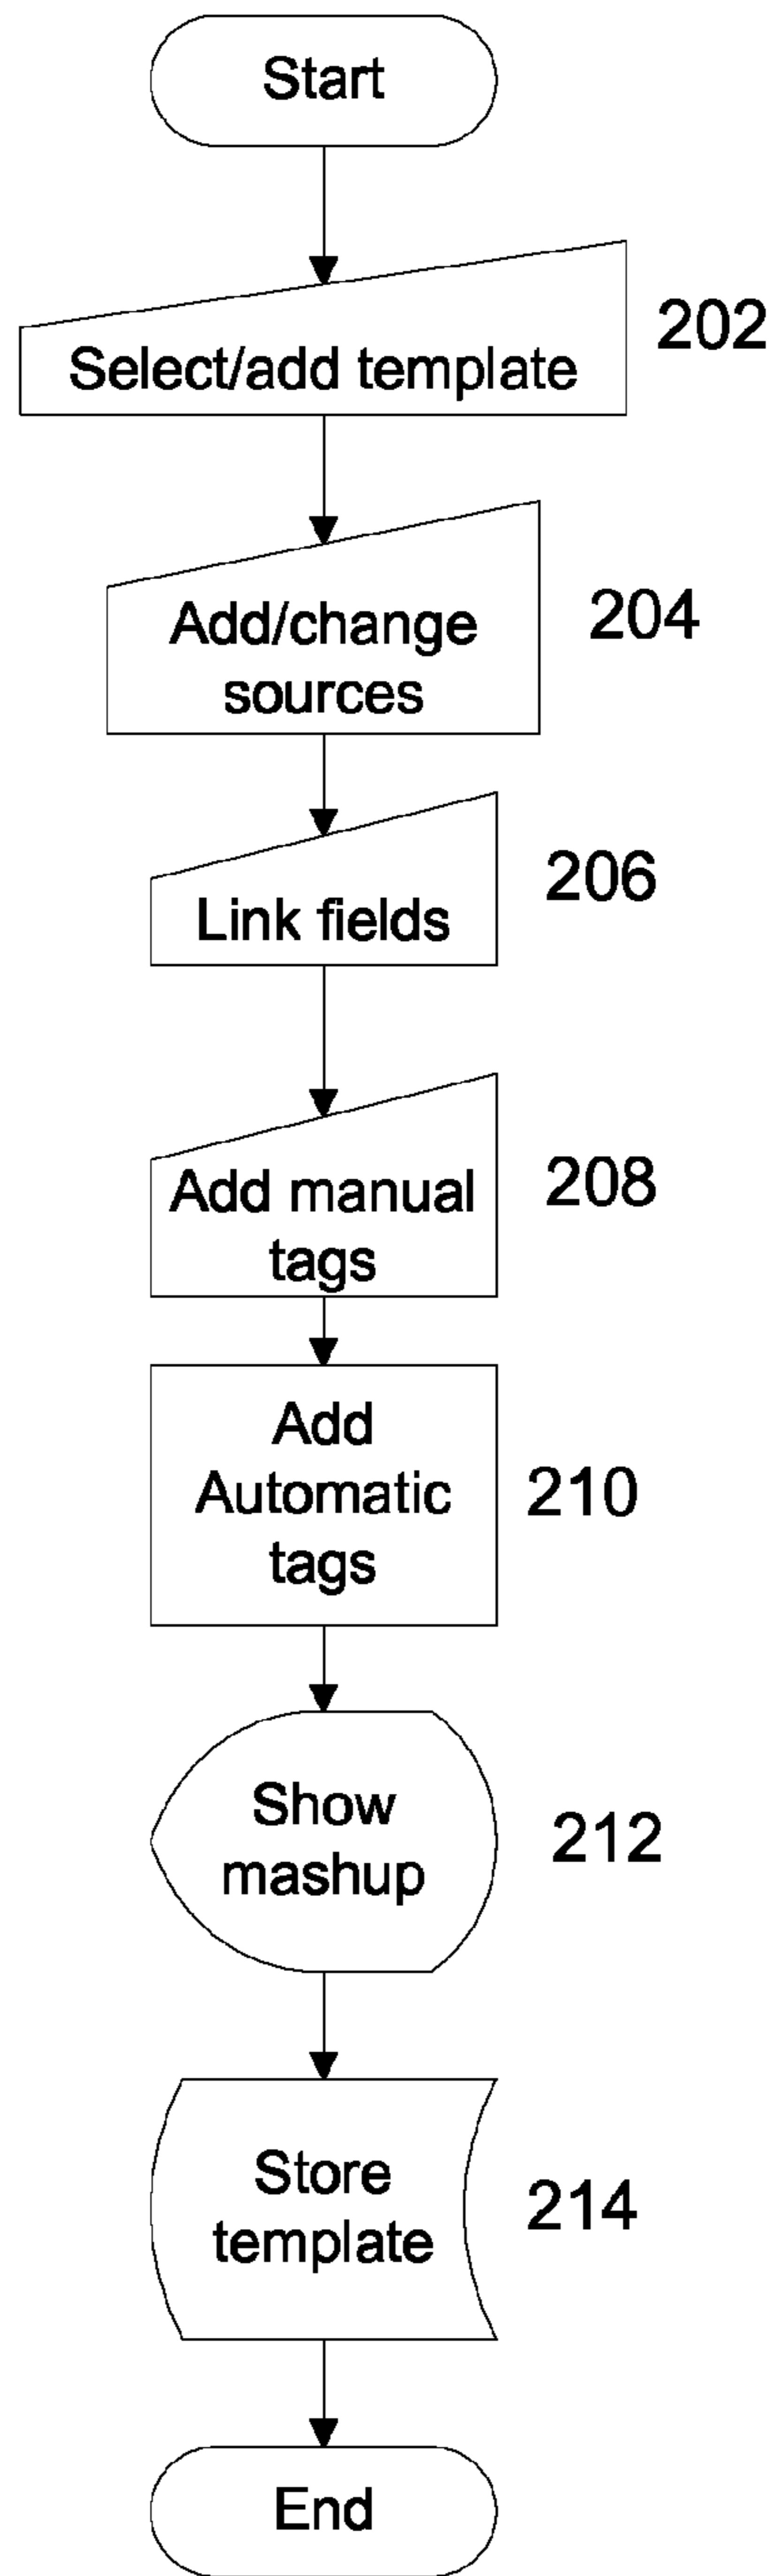 Start
Select/add template
202
Add/change
sources
204
Link fields
206
Add manual
tags
208
Add
Automatic
tags
210
Show
mashup
212
Store
template
214
End